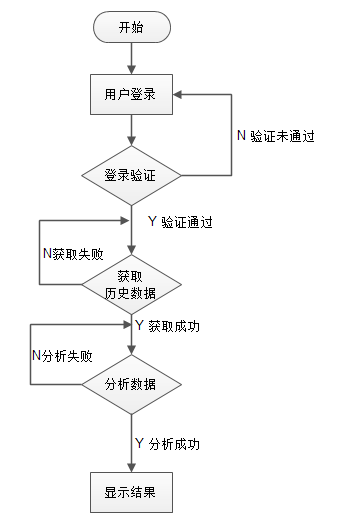 开始
用户登录
N 验证未通过
登录验证
Y 验证通过
N获取失败
获取
历史数据
Y 获取成功
N分析失败
分析数据
Y 分析成功
显示结果